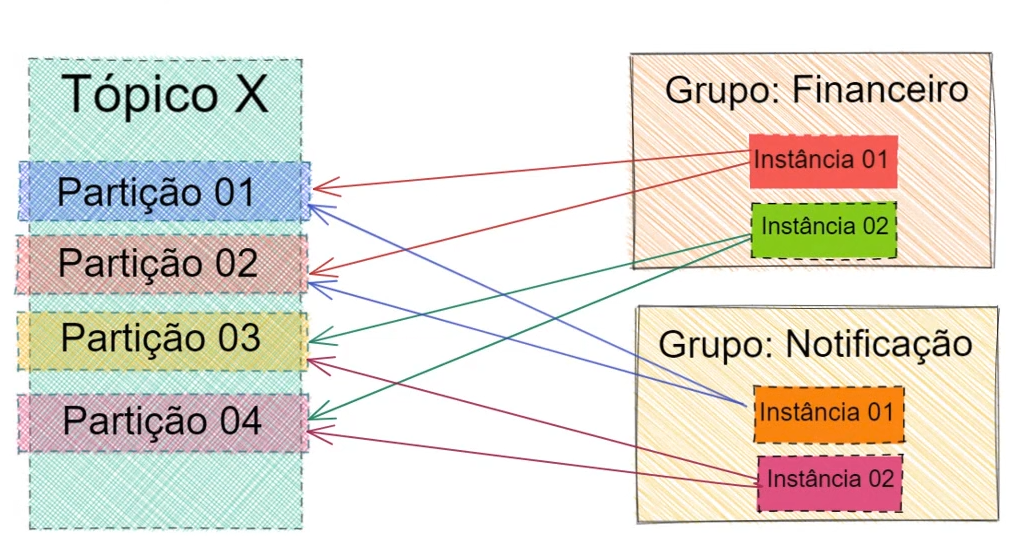 Tópico X
Partição 01
Partição 02
Partição 03
Partição 04
Grupo: Financeiro
Instância 01
Instância 02
Grupo: Notificação
Instância 01
Instância 02